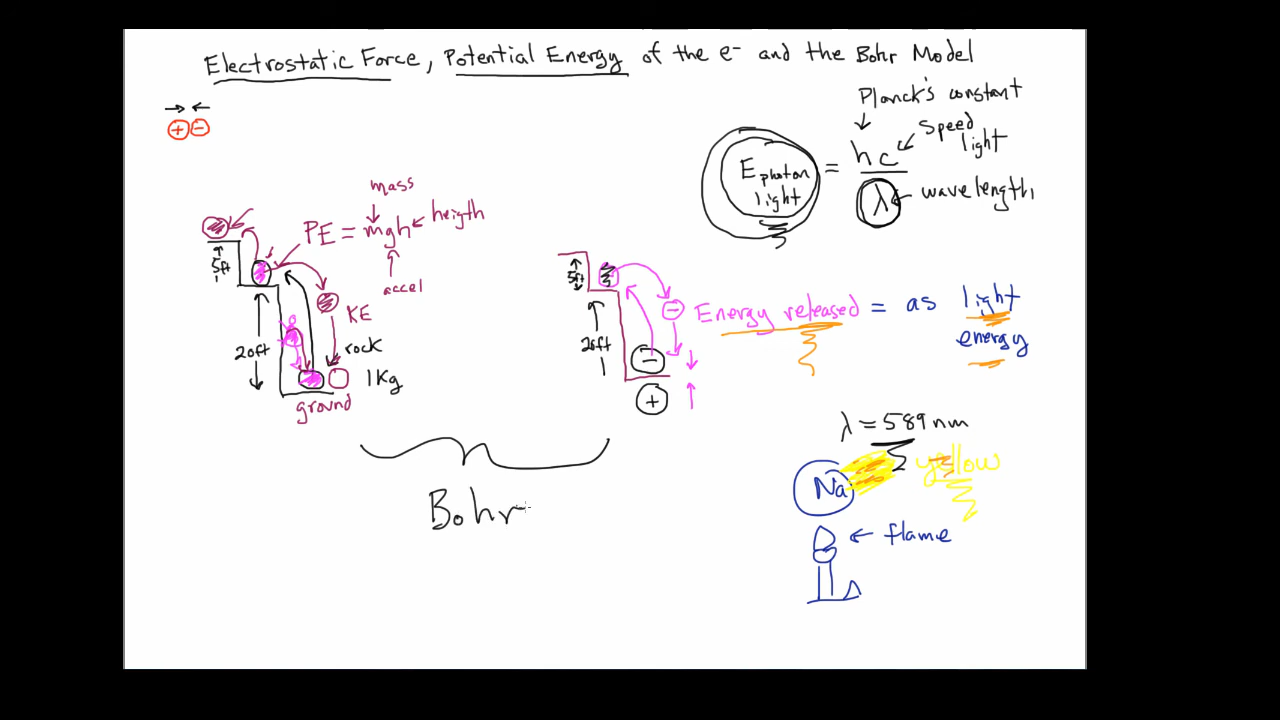 Electrostatic Force, Potential Energy of the e⁻ and the Bohr Model
+ -
Planck's constant
speed
light
E photon
light
= hc
λ
wavelength
mass
PE = mgh
heigth
accel
5ft
20ft
KE
rock
1Kg
ground
5ft
20ft
-
-
+
Energy released = as light
energy
λ = 589nm
Na
yellow
flame
Bohr